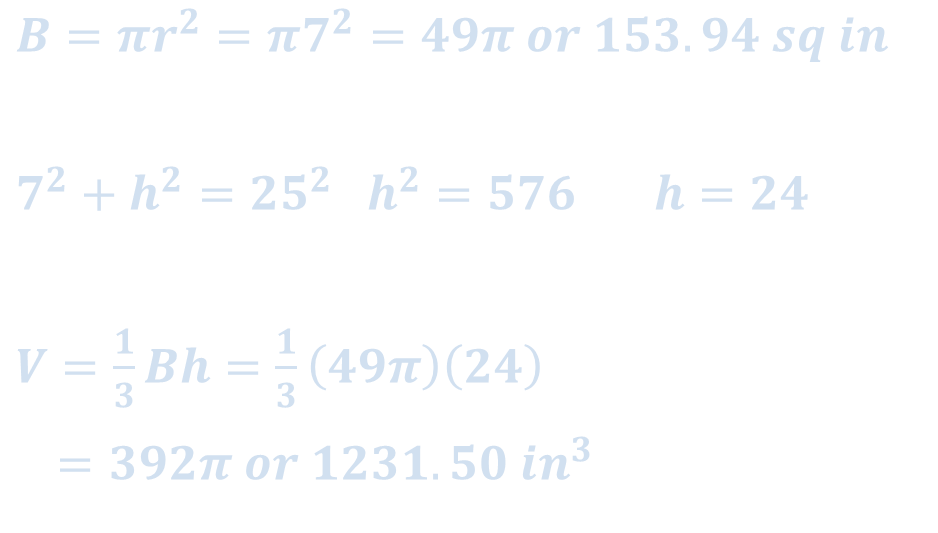 B = πr² = π7² = 49π or 153.94 sq in
7² + h² = 25² h² = 576 h = 24
V = 1/3 Bh = 1/3 (49π)(24)
= 392π or 1231.50 in³